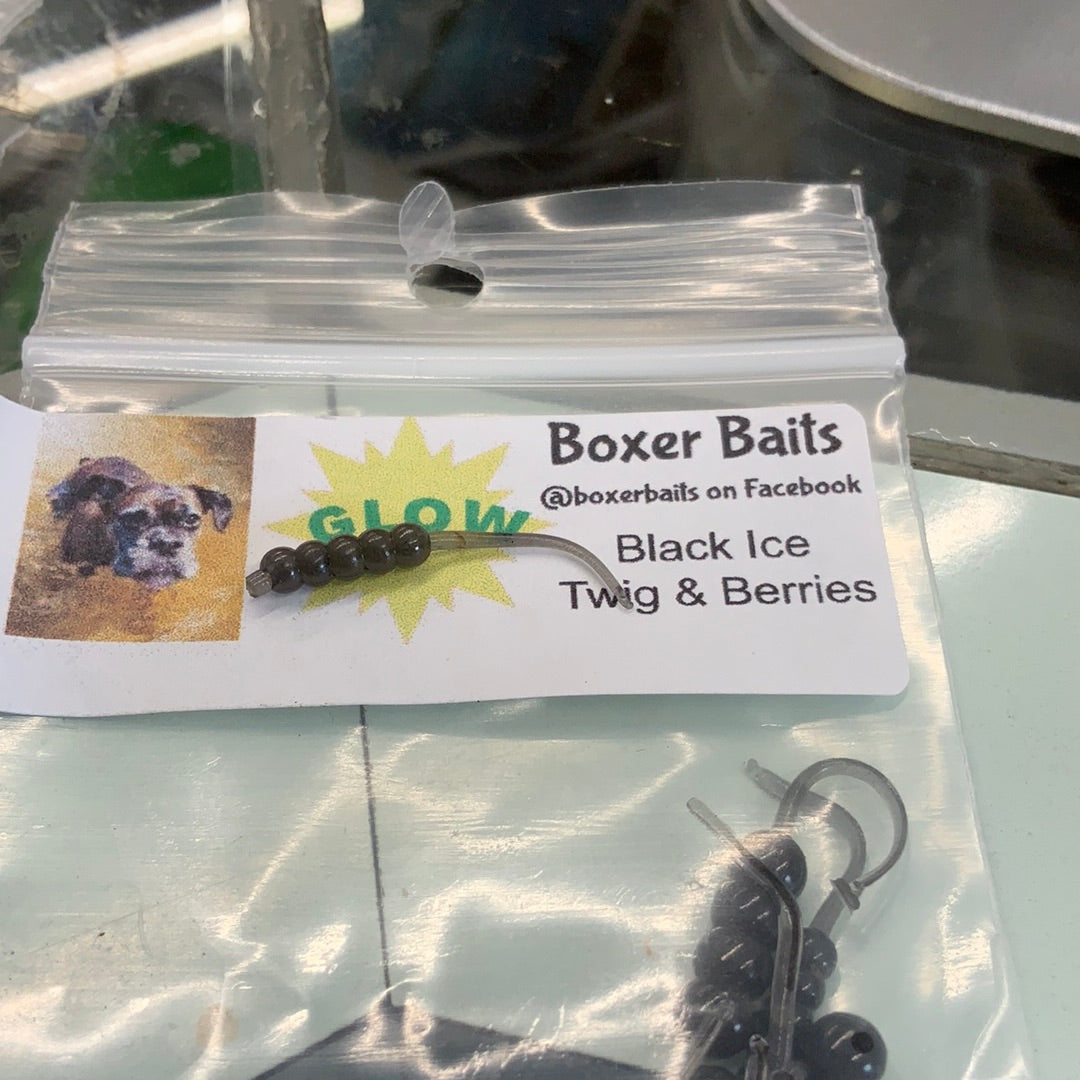 GLOW
Boxer Baits
@boxerbaits on Facebook
Black Ice
Twig & Berries